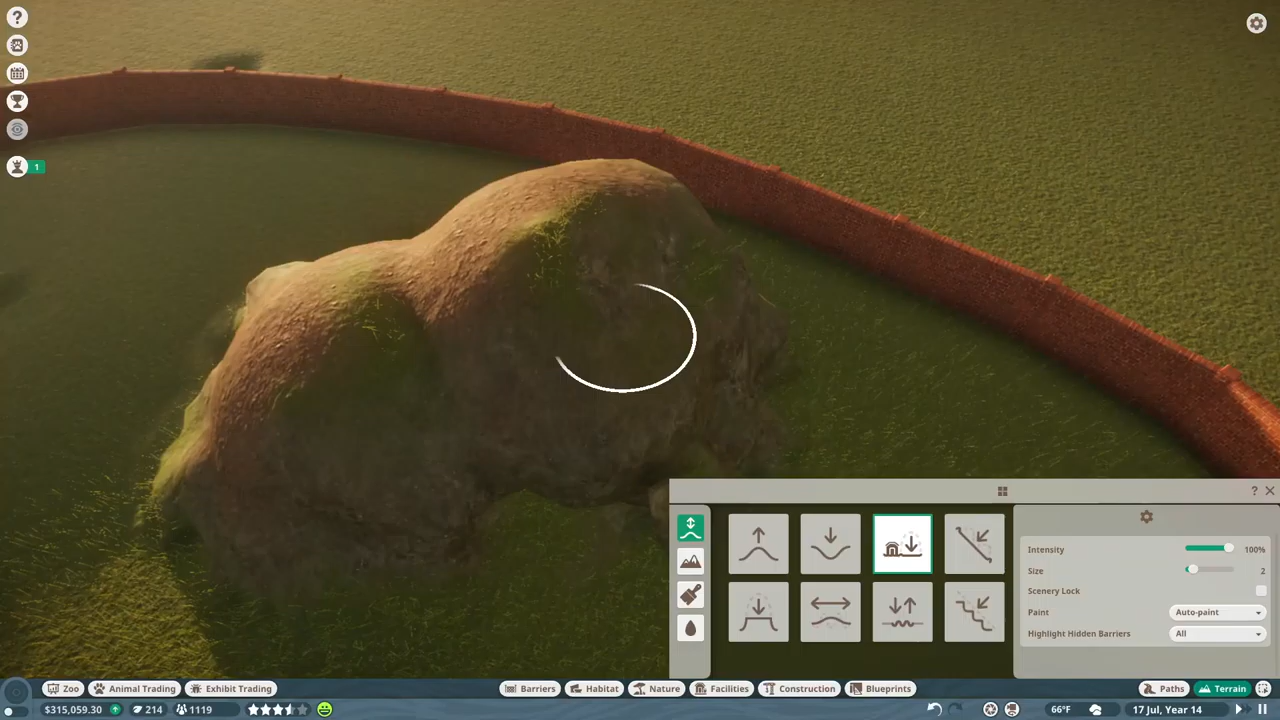 ?
1
?
Intensity 100%
Size 2
Scenery Lock
Paint Auto-paint
Highlight Hidden Barriers All
Zoo Animal Trading Exhibit Trading Barriers Habitat Nature Facilities Construction Blueprints Paths Terrain
$315,059.30 214 1119 66°F 17 Jul, Year 14